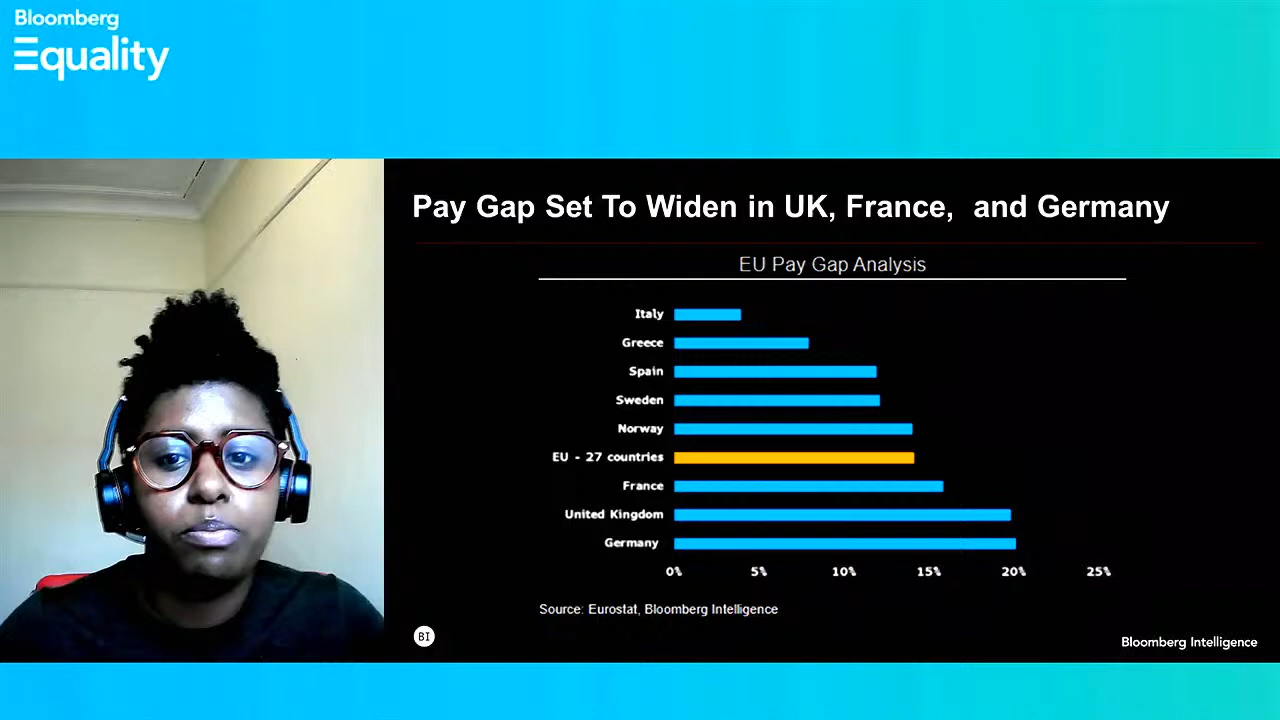 Bloomberg
Equality
Pay Gap Set To Widen in UK, France, and Germany
EU Pay Gap Analysis
Italy
Greece
Spain
Sweden
Norway
EU - 27 countries
France
United Kingdom
Germany
0% 5% 10% 15% 20% 25%
Source: Eurostat, Bloomberg Intelligence
BI
Bloomberg Intelligence